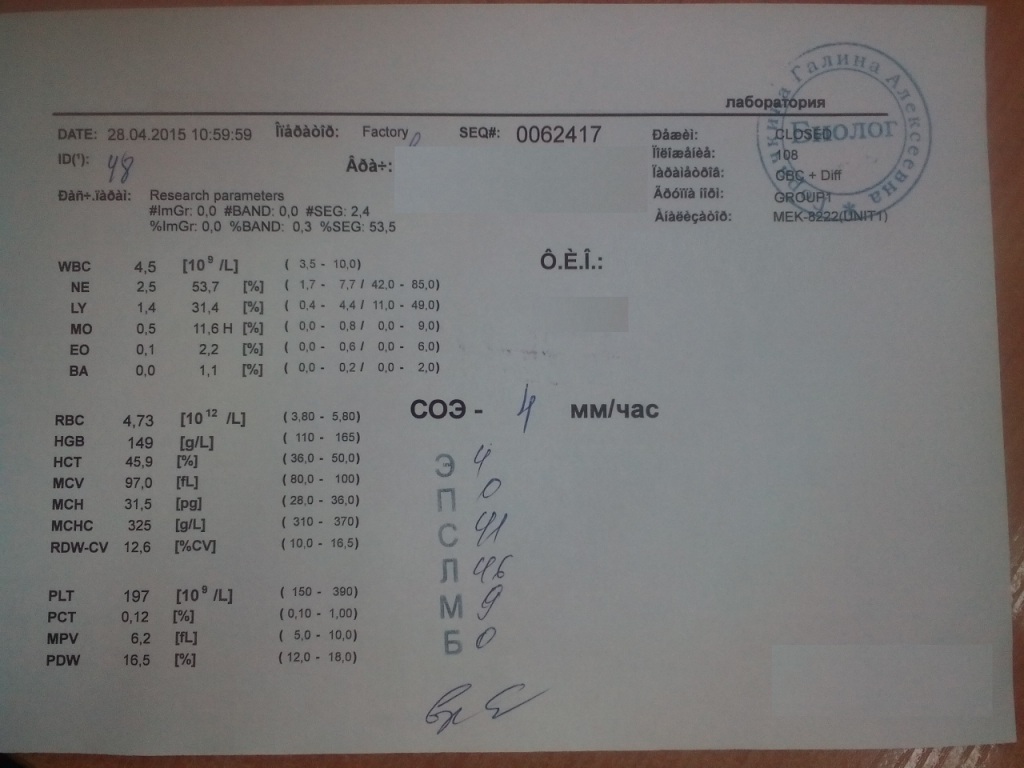 лаборатория
DATE: 28.04.2015 10:59:59 Îïåðàòîð: Factory SEQ#: 0062417 Ðåæèì: CLOSED
ID('): 48 Âðà÷: Ïîëîæåíèå: 108
Ïàðàìåòðû: CBC + Diff
Ðàñ÷.ïàðàì: Research parameters GROUP1
#ImGr: 0,0 #BAND: 0,0 #SEG: 2,4 MEK-8222(UNIT1)
%ImGr: 0,0 %BAND: 0,3 %SEG: 53,5
Галина Алексеевна
Биолог
WBC 4,5 [10⁹ /L] ( 3,5 - 10,0) Ô.È.Î.:
NE 2,5 53,7 [%] ( 1,7 - 7,7 / 42,0 - 85,0)
LY 1,4 31,4 [%] ( 0,4 - 4,4 / 11,0 - 49,0)
MO 0,5 11,6 H [%] ( 0,0 - 0,8 / 0,0 - 9,0)
EO 0,1 2,2 [%] ( 0,0 - 0,6 / 0,0 - 6,0)
BA 0,0 1,1 [%] ( 0,0 - 0,2 / 0,0 - 2,0)
RBC 4,73 [10¹² /L] ( 3,80 - 5,80) СОЭ - 4 мм/час
HGB 149 [g/L] ( 110 - 165)
HCT 45,9 [%] ( 36,0 - 50,0) Э 4
MCV 97,0 [fL] ( 80,0 - 100) П 0
MCH 31,5 [pg] ( 28,0 - 36,0)
MCHC 325 [g/L] ( 310 - 370) С 41
RDW-CV 12,6 [%CV] ( 10,0 - 16,5)
Л 46
PLT 197 [10⁹ /L] ( 150 - 390) М 9
PCT 0,12 [%] ( 0,10 - 1,00)
MPV 6,2 [fL] ( 5,0 - 10,0) Б 0
PDW 16,5 [%] ( 12,0 - 18,0)